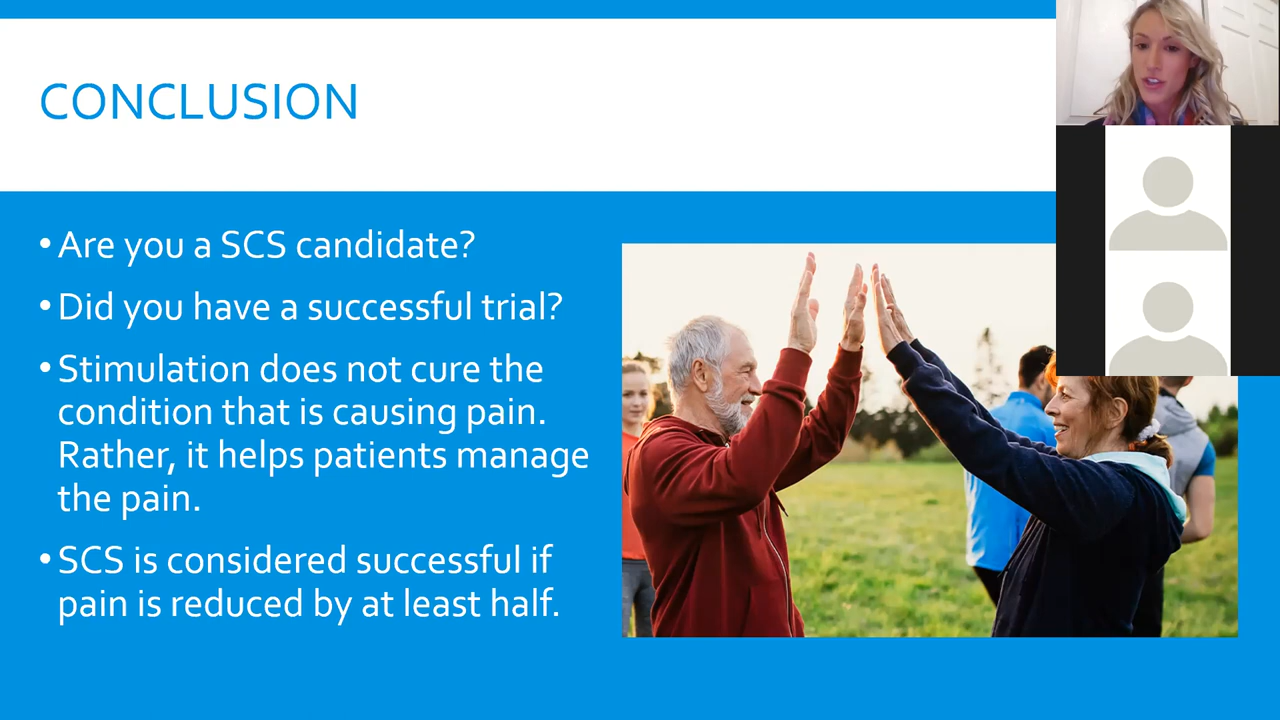 CONCLUSION
• Are you a SCS candidate?
• Did you have a successful trial?
• Stimulation does not cure the
condition that is causing pain.
Rather, it helps patients manage
the pain.
• SCS is considered successful if
pain is reduced by at least half.